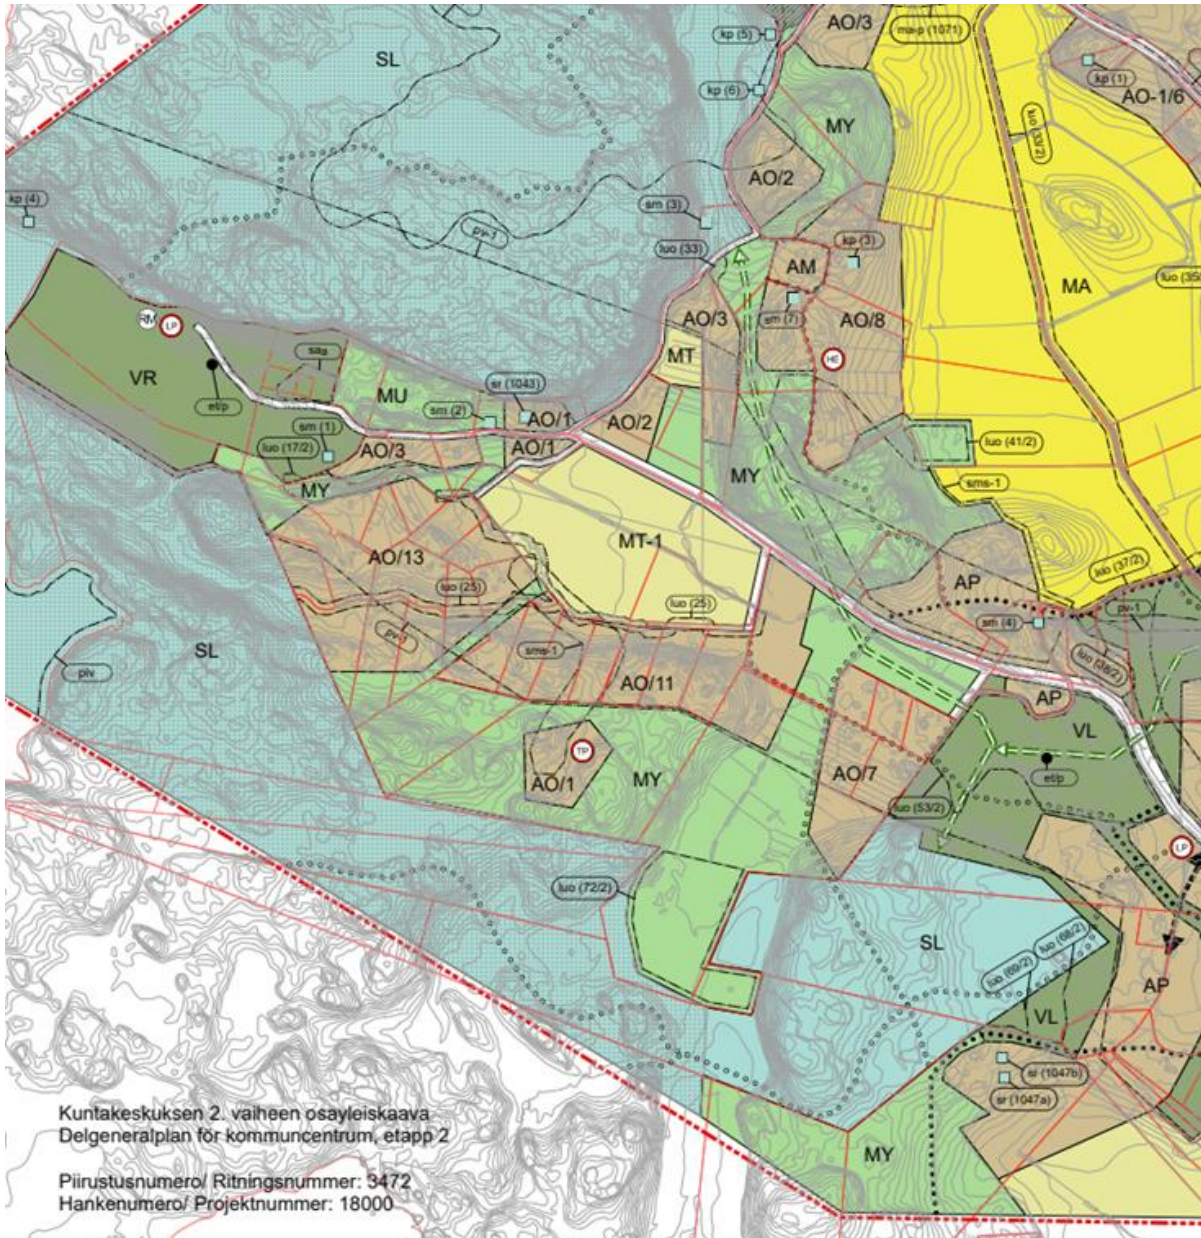 AO/3
ma-p (1071)
kp (5)
SL
kp (1)
kp (6)
AO-1/6
MY
luo (33/2)
AO/2
kp (4)
sm (3)
pv-1
luo (33)
kp (3)
AM
MA
sm (7)
AO/3
AO/8
RM
LP
MT
HE
saa
VR
sr (1043)
et/p
MU
sm (2)
AO/1
AO/2
sm (1)
AO/1
luo (41/2)
luo (17/2)
AO/3
MY
MY
sms-1
MT-1
AO/13
luo (37/2)
AP
luo (25)
luo (25)
pv-1
sm (4)
pv-1
SL
sms-1
luo (38/2)
piv
AO/11
AP
VL
TP
et/p
AO/1
MY
AO/7
luo (53/2)
LP
luo (72/2)
SL
luo (68/2)
luo (69/2)
AP
VL
sr (1047b)
sr (1047a)
Kuntakeskuksen 2. vaiheen osayleiskaava
Delgeneralplan för kommuncentrum, etapp 2
MY
Piirustusnumero/ Ritningsnummer: 3472
Hankenumero/ Projektnummer: 18000